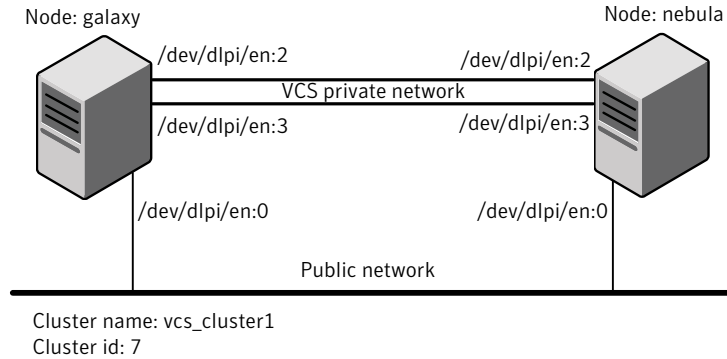 Node: galaxy
Node: nebula
/dev/dlpi/en:2
/dev/dlpi/en:2
VCS private network
/dev/dlpi/en:3
/dev/dlpi/en:3
/dev/dlpi/en:0
/dev/dlpi/en:0
Public network
Cluster name: vcs_cluster1
Cluster id: 7